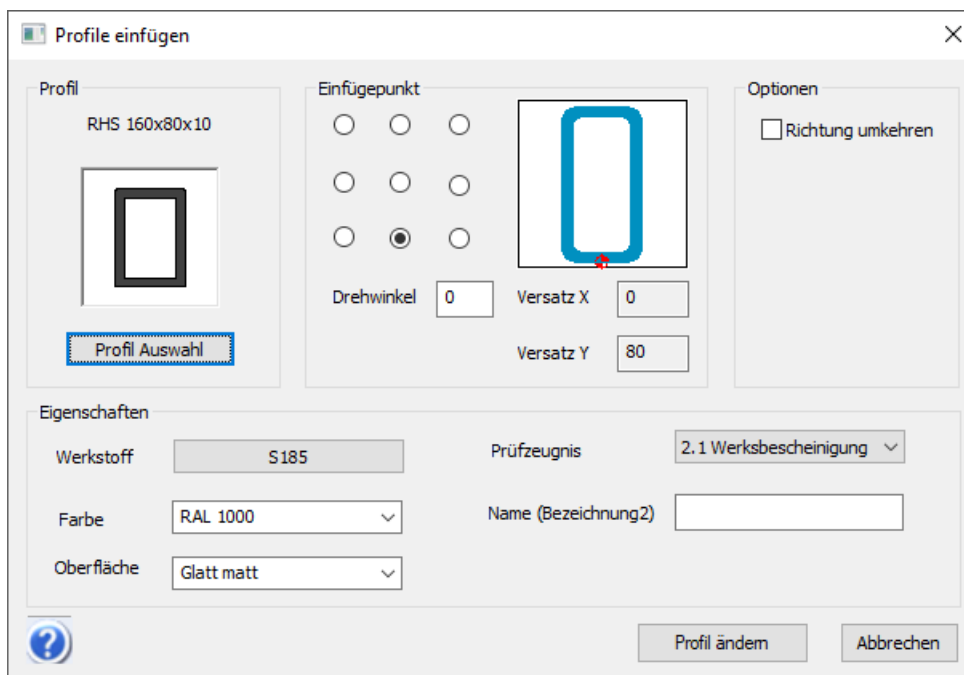 Profile einfügen
Profil
RHS 160x80x10
Profil Auswahl
Einfügepunkt
Drehwinkel 0
Versatz X 0
Versatz Y 80
Optionen
Richtung umkehren
Eigenschaften
Werkstoff S185
Farbe RAL 1000
Oberfläche Glatt matt
Prüfzeugnis 2.1 Werksbescheinigung
Name (Bezeichnung2)
?
Profil ändern Abbrechen